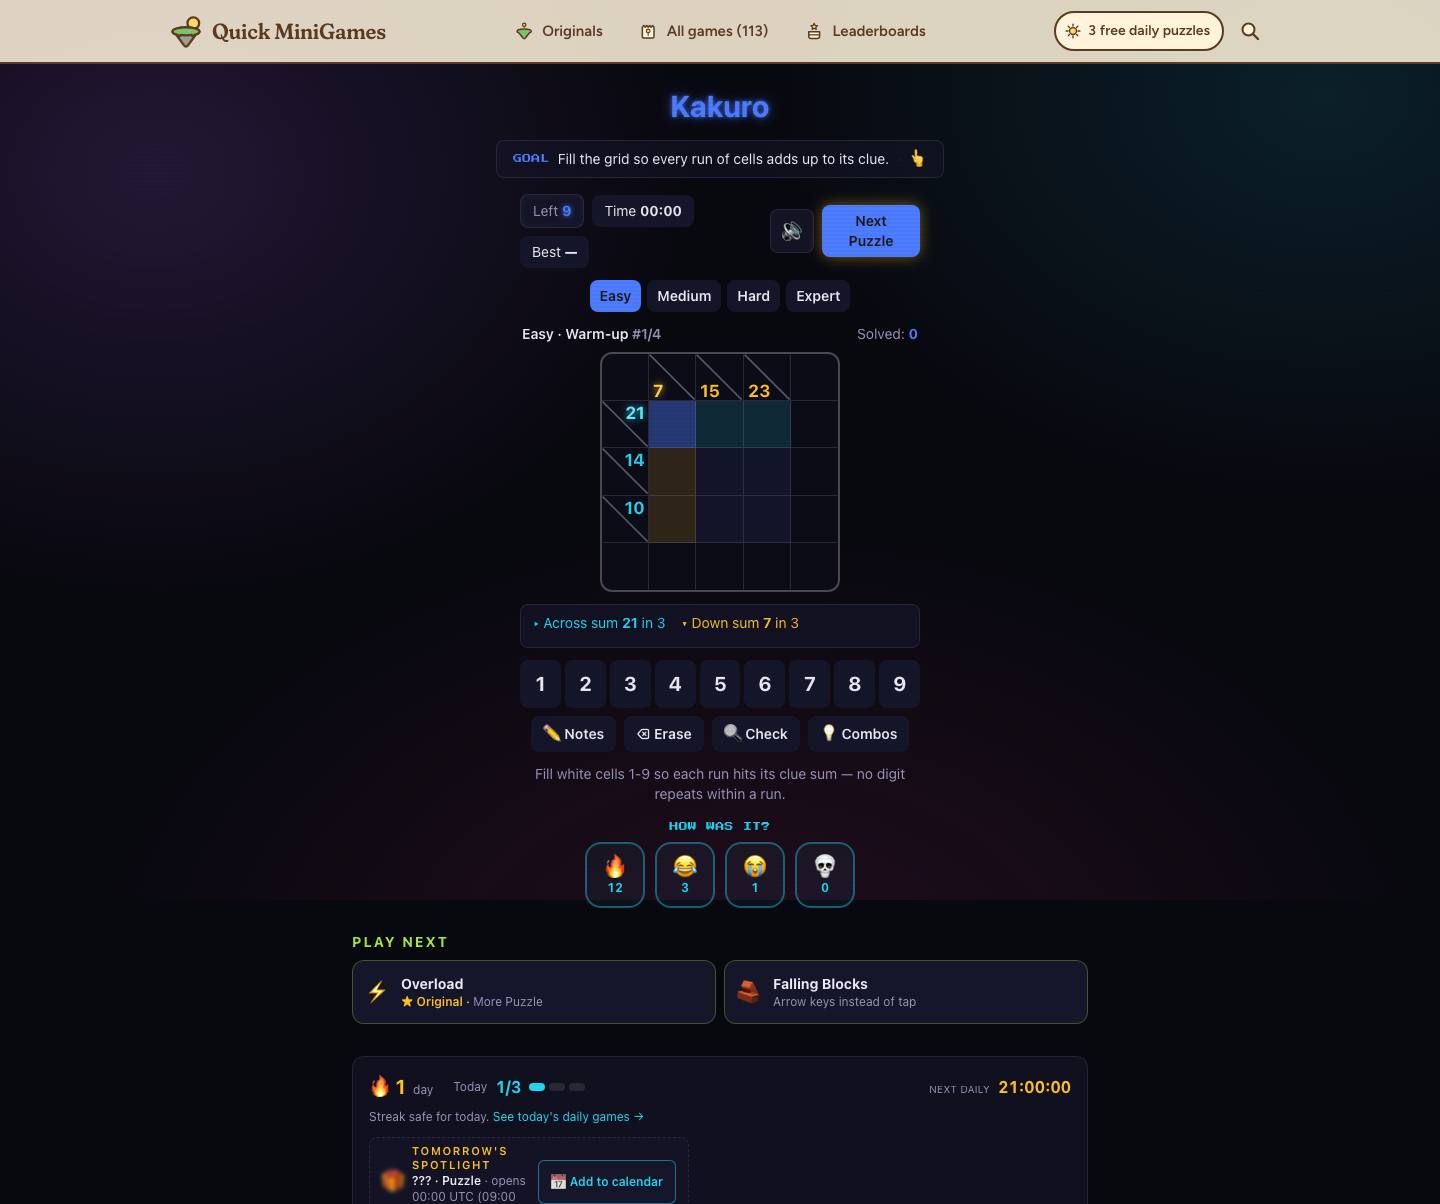 Quick MiniGames
Originals
All games (113)
Leaderboards
3 free daily puzzles
Kakuro
GOAL Fill the grid so every run of cells adds up to its clue.
Left 9
Time 00:00
Best —
Next
Puzzle
Easy
Medium
Hard
Expert
Easy · Warm-up #1/4
Solved: 0
7 15 23
21
14
10
▸ Across sum 21 in 3 ▾ Down sum 7 in 3
1 2 3 4 5 6 7 8 9
Notes
Erase
Check
Combos
Fill white cells 1-9 so each run hits its clue sum — no digit
repeats within a run.
HOW WAS IT?
12 3 1 0
PLAY NEXT
Overload
Original · More Puzzle
Falling Blocks
Arrow keys instead of tap
1 day
Today 1/3
NEXT DAILY 21:00:00
Streak safe for today. See today's daily games →
TOMORROW'S
SPOTLIGHT
??? · Puzzle · opens
00:00 UTC (09:00
Add to calendar